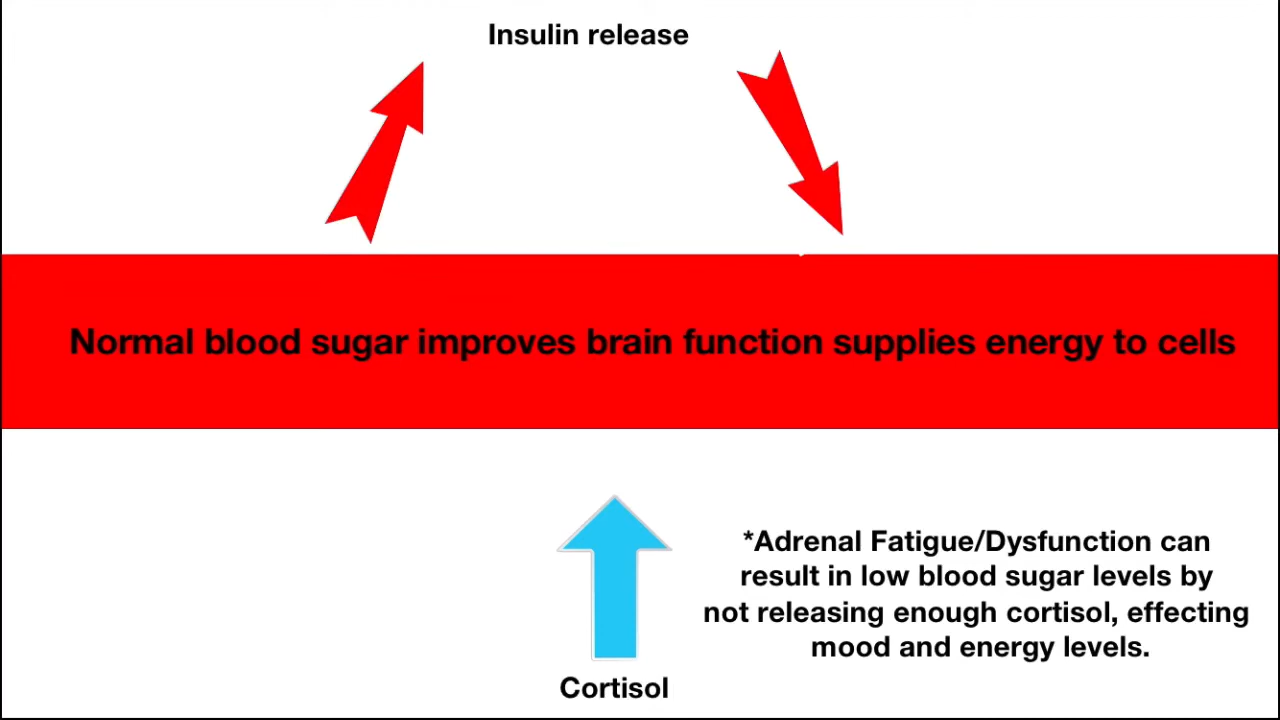 Insulin release
Normal blood sugar improves brain function supplies energy to cells
*Adrenal Fatigue/Dysfunction can
result in low blood sugar levels by
not releasing enough cortisol, effecting
mood and energy levels.
Cortisol